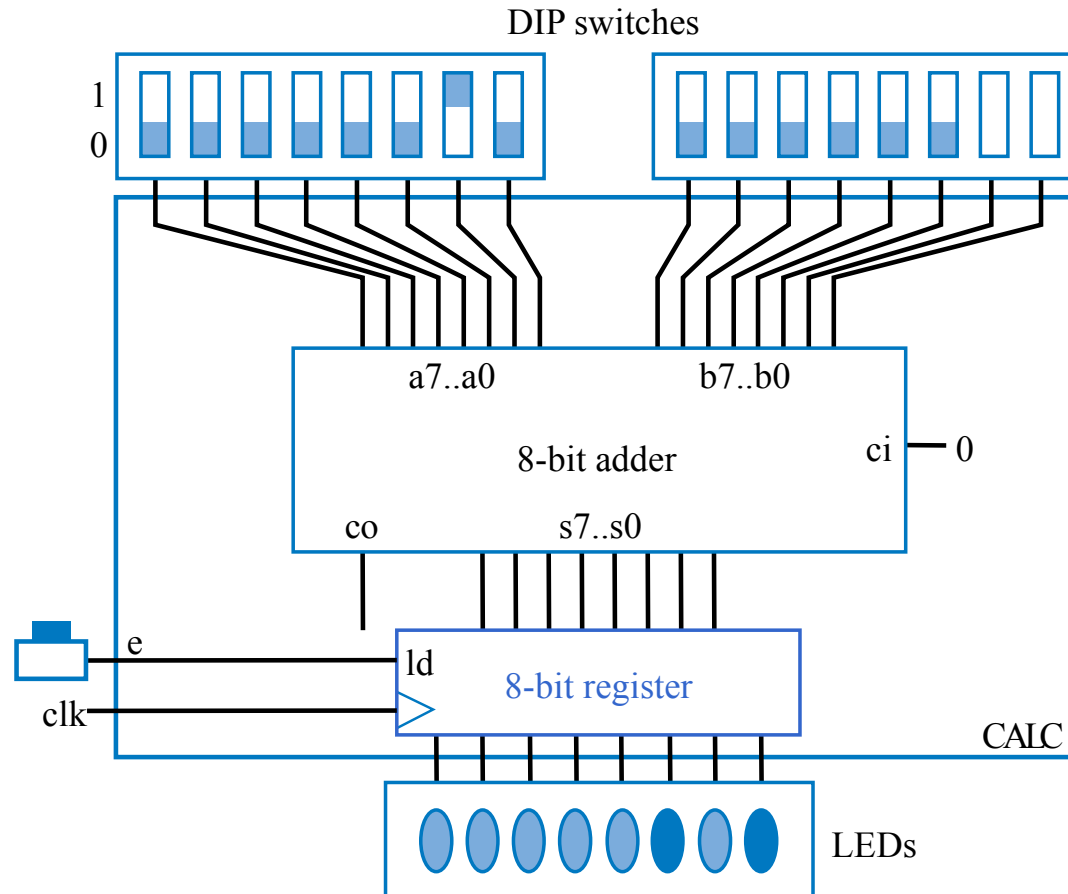 DIP switches
1
0
a7..a0
b7..b0
8-bit adder
ci
0
co
s7..s0
e
ld
8-bit register
clk
CALC
LEDs